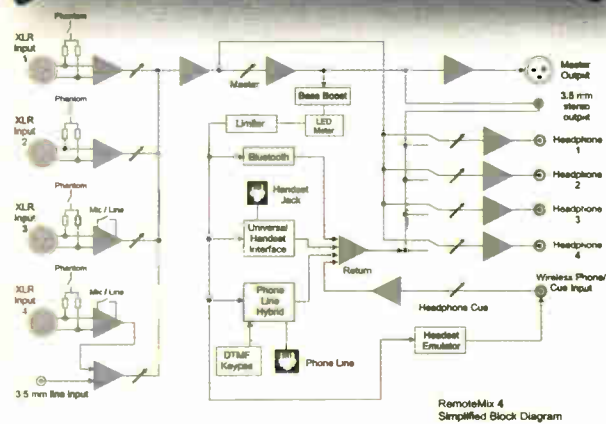 Phantom
XLR
Input
1
Phantom
XLR
Input
2
Phantom
XLR
Input
3
Mic / Line
Phantom
XLR
Input
4
Mic / Line
3.5 mm line input
Master
Bass Boost
Limiter
LED
Meter
Bluetooth
Handset
Jack
Universal
Handset
Interface
Return
Phone
Line
Hybrid
DTMF
Keypad
Phone Line
Headphone Cue
Headset
Emulator
Master
Output
3.5 mm
stereo
output
Headphone
1
Headphone
2
Headphone
3
Headphone
4
Wireless Phone/
Cue Input
RemoteMix 4
Simplified Block Diagram